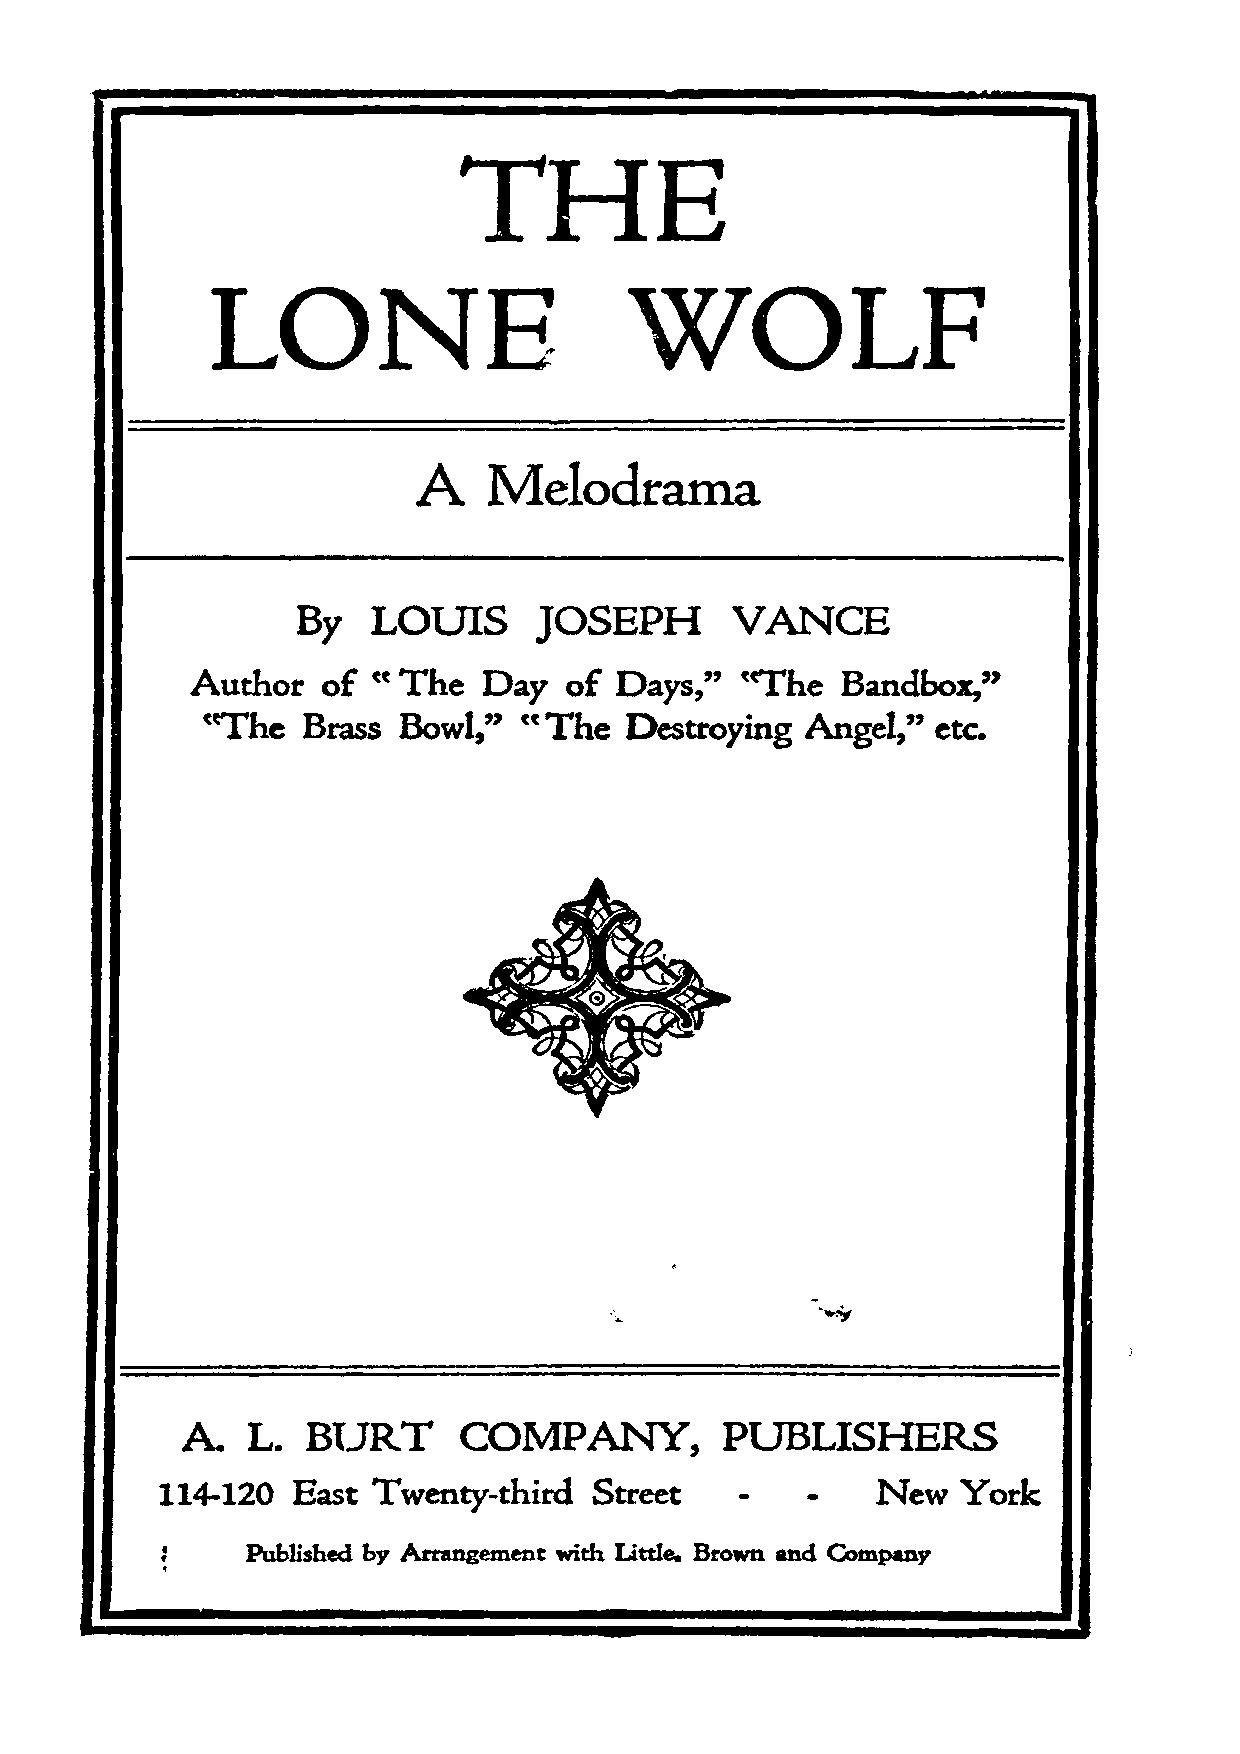 THE
LONE WOLF
A Melodrama
By LOUIS JOSEPH VANCE
Author of “The Day of Days,” “The Bandbox,”
“The Brass Bowl,” “The Destroying Angel,” etc.
A. L. BURT COMPANY, PUBLISHERS
114-120 East Twenty-third Street - - New York
Published by Arrangement with Little, Brown and Company